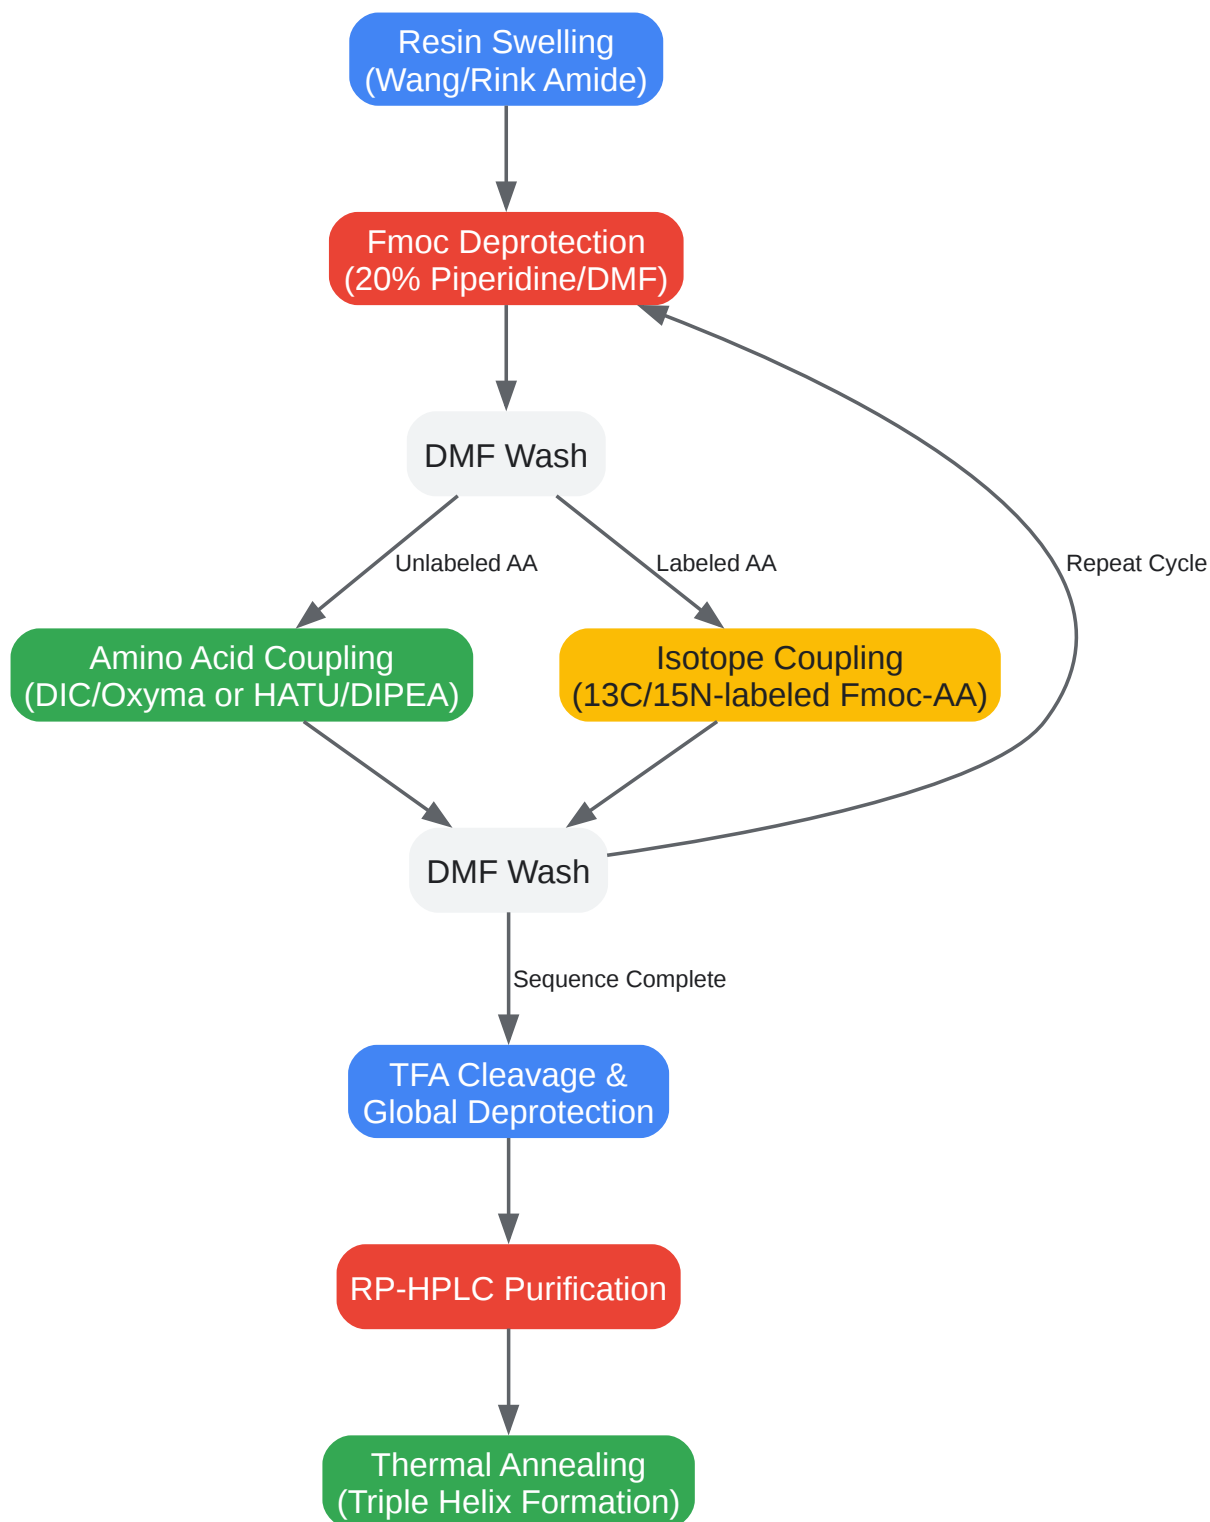 Resin Swelling
(Wang/Rink Amide)
Fmoc Deprotection
(20% Piperidine/DMF)
DMF Wash
Unlabeled AA
Labeled AA
Repeat Cycle
Amino Acid Coupling
(DIC/Oxyma or HATU/DIPEA)
Isotope Coupling
(13C/15N-labeled Fmoc-AA)
DMF Wash
Sequence Complete
TFA Cleavage &
Global Deprotection
RP-HPLC Purification
Thermal Annealing
(Triple Helix Formation)